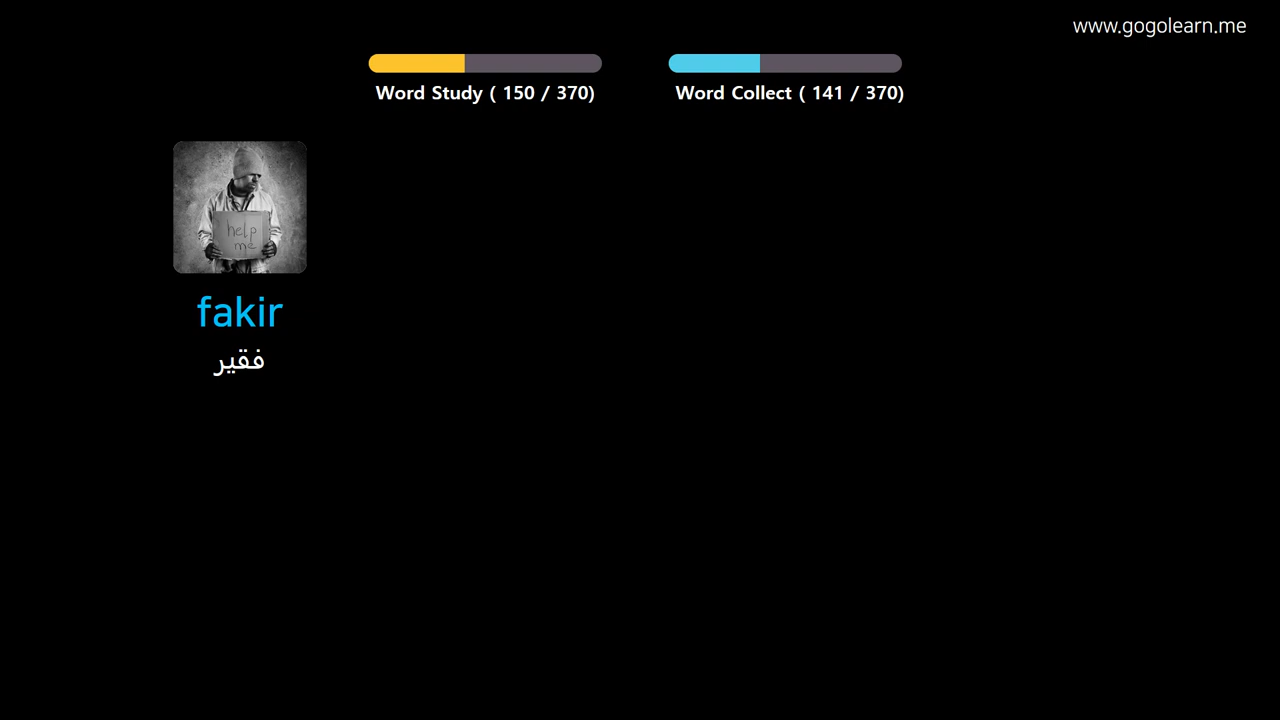 www.gogolearn.me
Word Study ( 150 / 370)
Word Collect ( 141 / 370)
help
me
fakir
فقير